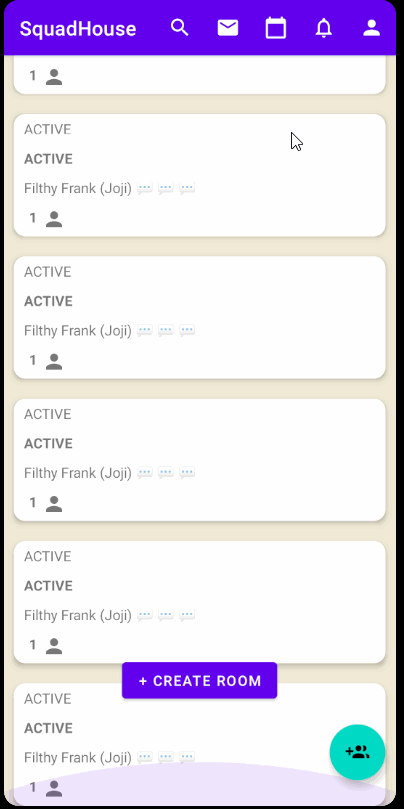 SquadHouse
1
ACTIVE
ACTIVE
Filthy Frank (Joji) 💬 💬 💬
1
ACTIVE
ACTIVE
Filthy Frank (Joji) 💬 💬 💬
1
ACTIVE
ACTIVE
Filthy Frank (Joji) 💬 💬 💬
1
ACTIVE
ACTIVE
Filthy Frank (Joji) 💬 💬 💬
1
+ CREATE ROOM
ACTIVE
ACTIVE
Filthy Frank (Joji) 💬 💬 💬
1